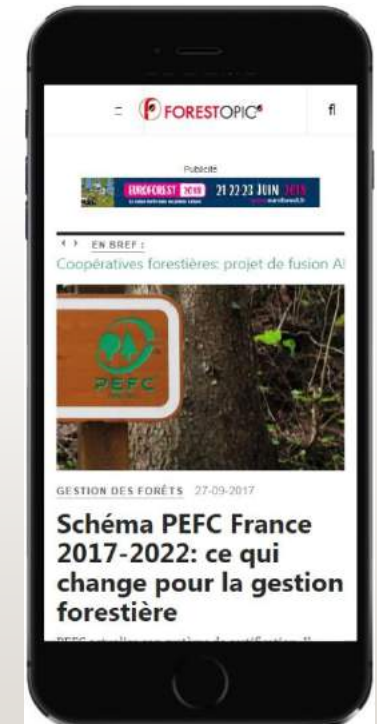 FORESTOPIC
Publicité
EUROFOREST 2018 21 22 23 JUIN 2018
EN BREF :
Coopératives forestières: projet de fusion Al
PEFC
GESTION DES FORÊTS 27-09-2017
Schéma PEFC France
2017-2022: ce qui
change pour la gestion
forestière